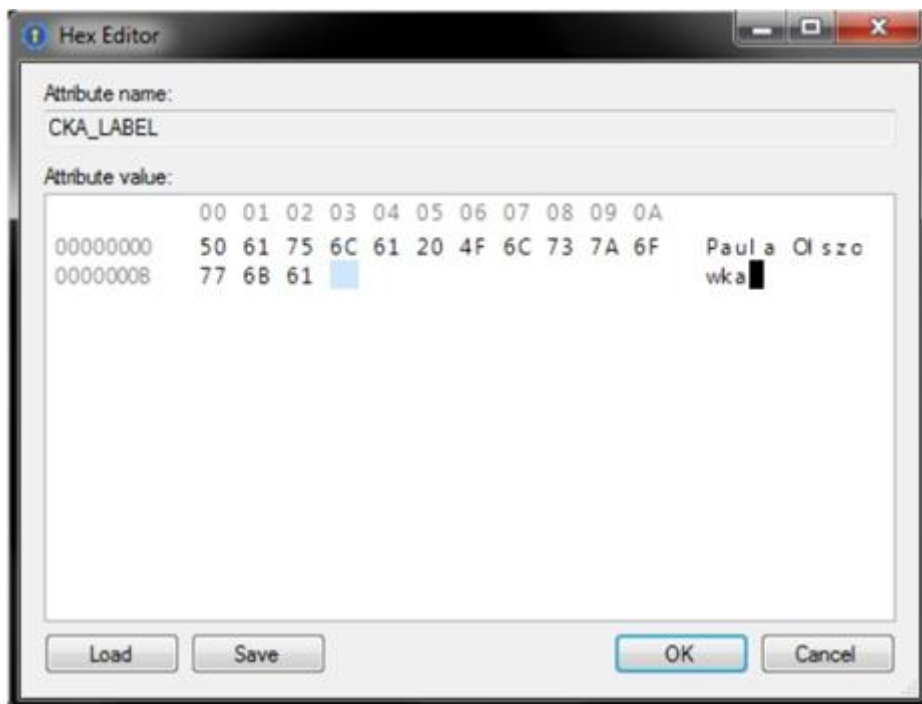 Hex Editor
Attribute name:
CKA_LABEL
Attribute value:
00 01 02 03 04 05 06 07 08 09 0A
00000000 50 61 75 6C 61 20 4F 6C 73 7A 6F Paula Olszo
0000000B 77 6B 61 wka
Load Save OK Cancel